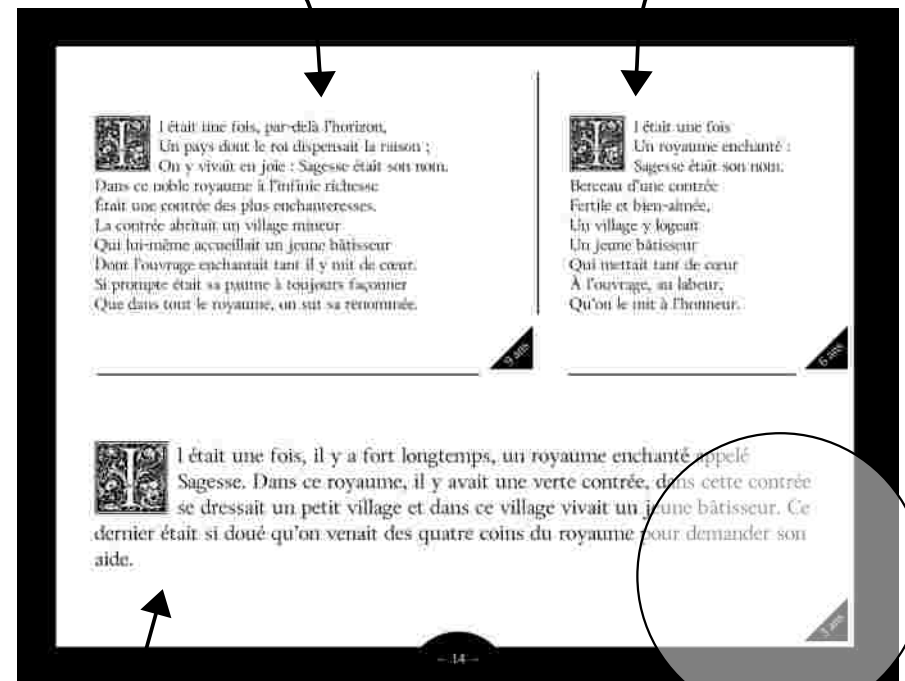 Il était une fois, par-delà l'horizon,
Un pays dont le roi dispensait la raison ;
On y vivait en joie : Sagesse était son nom.
Dans ce noble royaume à l'infinie richesse
Était une contrée des plus enchanteresses.
La contrée abritait un village mineur
Qui lui-même accueillait un jeune bâtisseur
Dont l'ouvrage enchantait tant il y mit de cœur.
Si prompte était sa paume à toujours façonner
Que dans tout le royaume, on sut sa renommée.
9 ans
Il était une fois
Un royaume enchanté :
Sagesse était son nom.
Berceau d'une contrée
Fertile et bien-aimée,
Un village y logeait
Un jeune bâtisseur
Qui mettait tant de cœur
À l'ouvrage, au labeur,
Qu'on le mit à l'honneur.
6 ans
Il était une fois, il y a fort longtemps, un royaume enchanté appelé
Sagesse. Dans ce royaume, il y avait une verte contrée, dans cette contrée
se dressait un petit village et dans ce village vivait un jeune bâtisseur. Ce
dernier était si doué qu'on venait des quatre coins du royaume pour demander son
aide.
3 ans
– 14 –